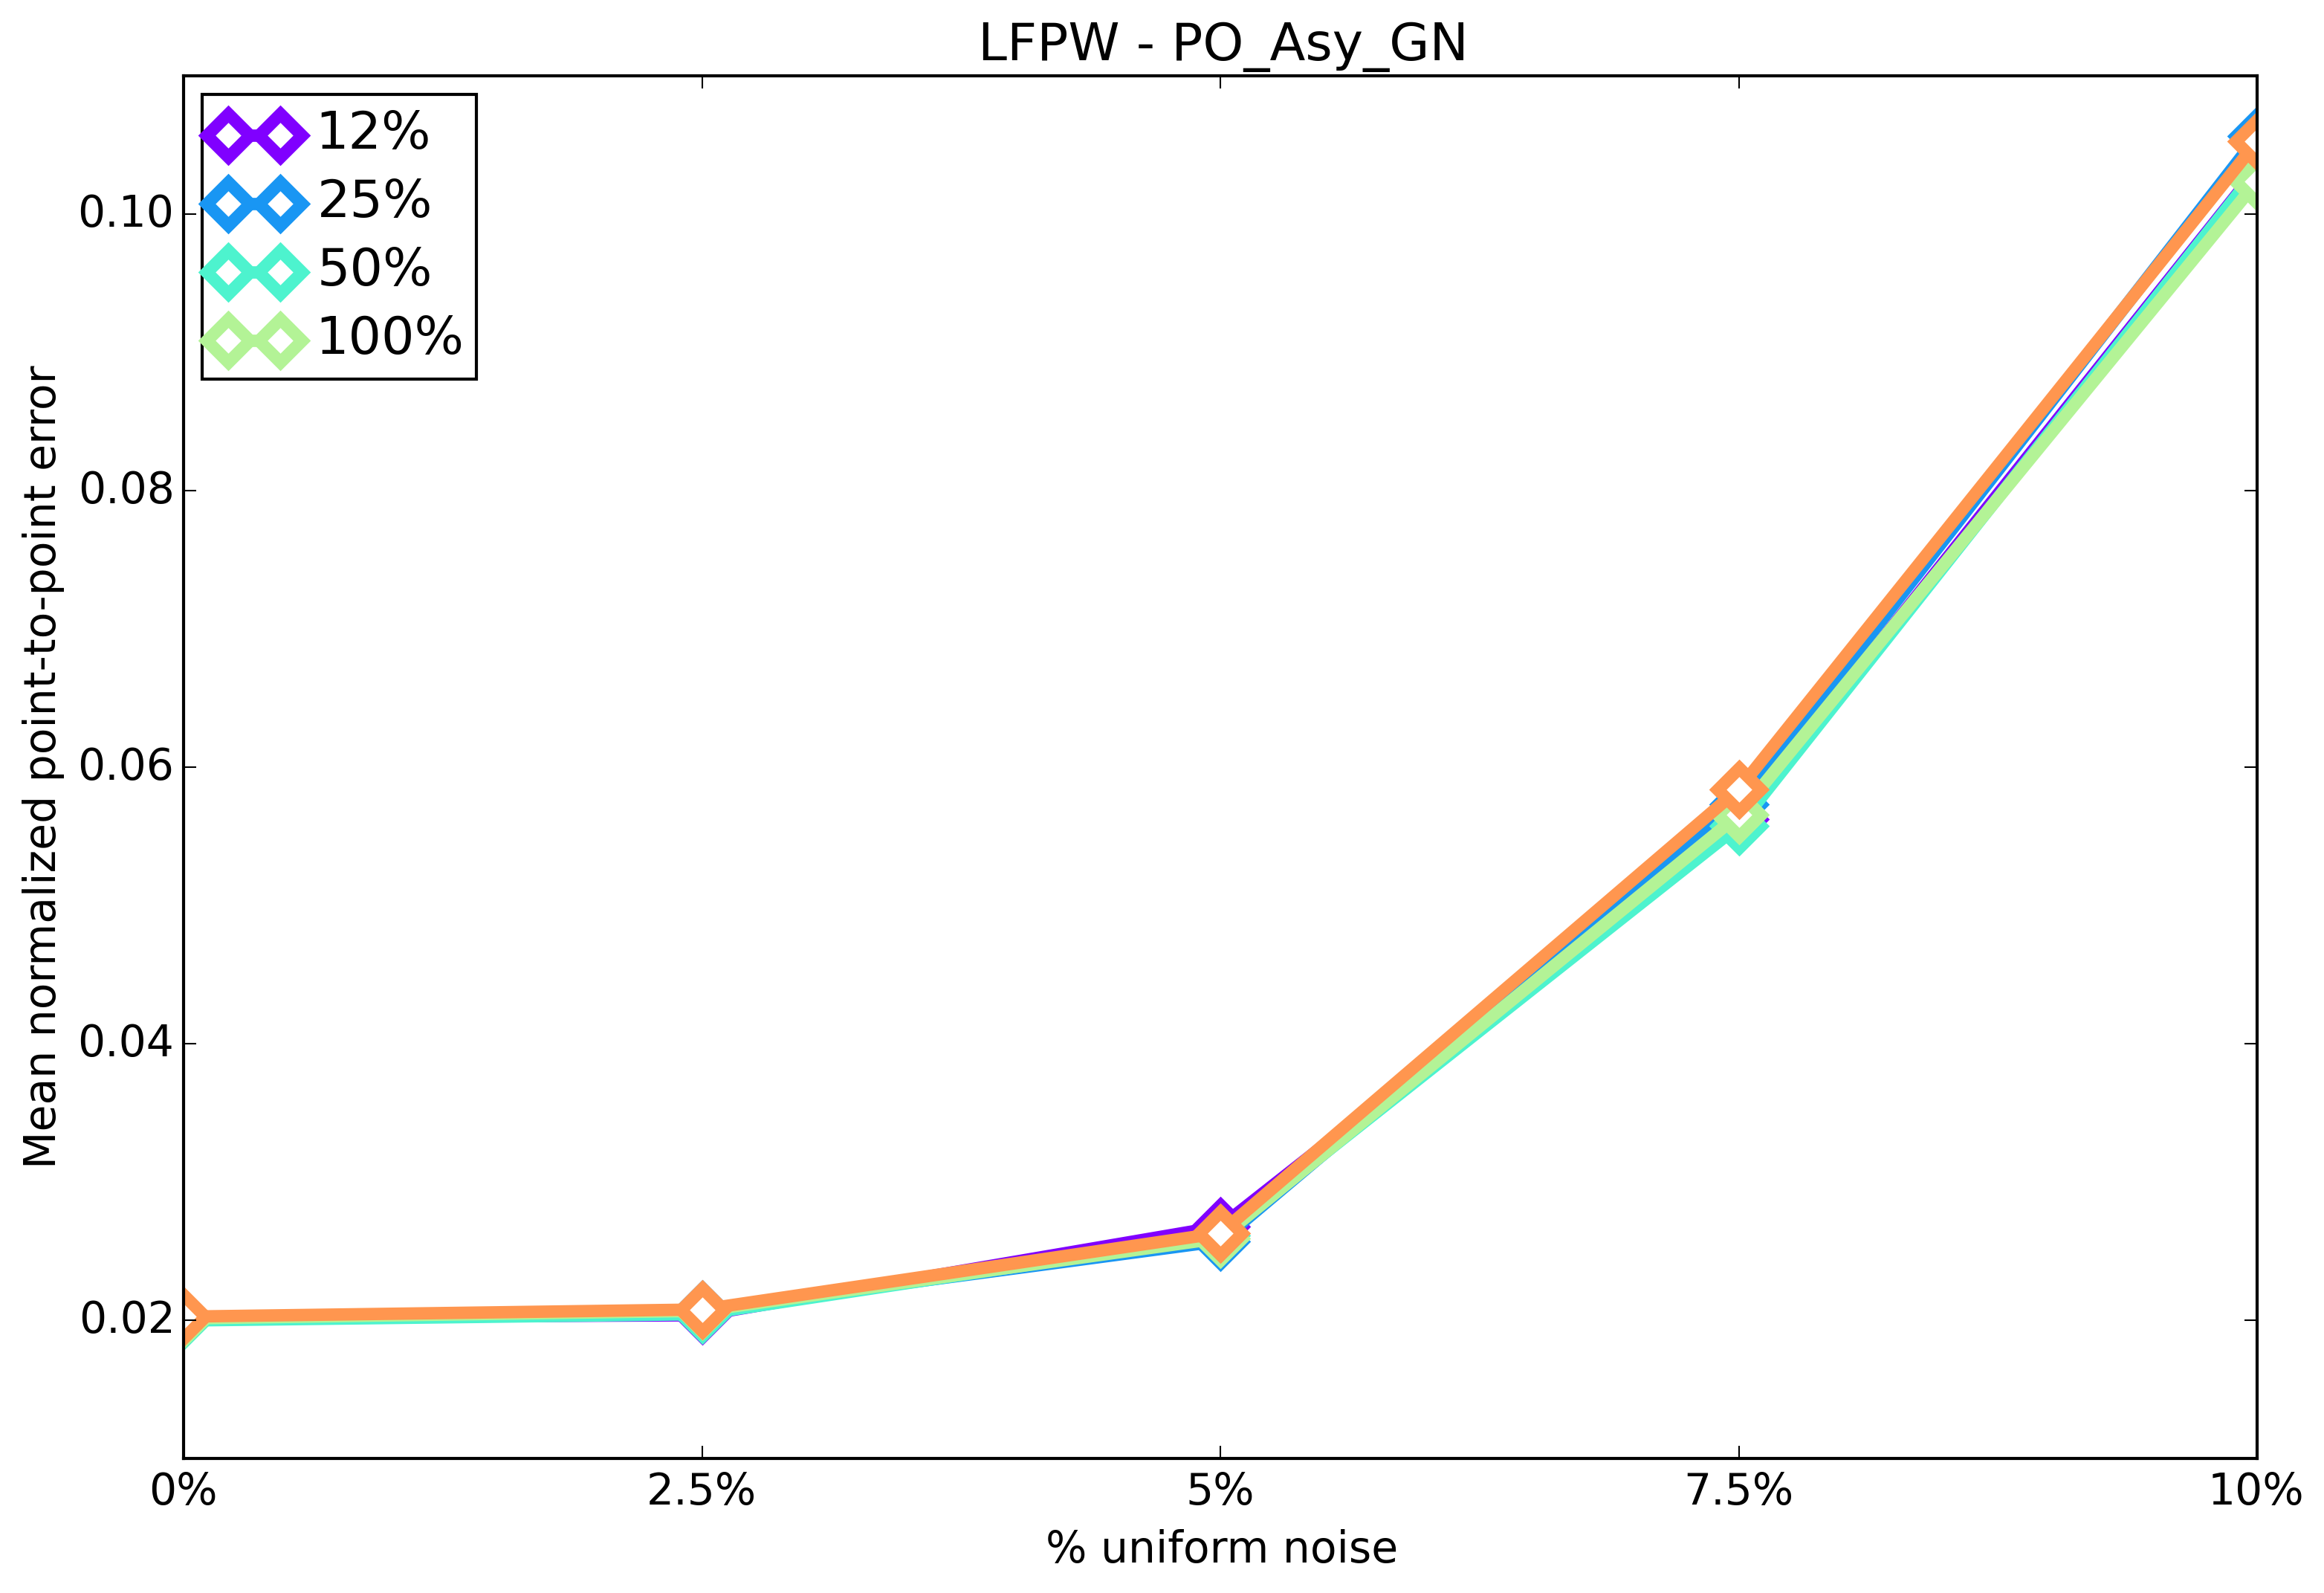 LFPW - PO_Asy_GN
12%
25%
50%
100%
Mean normalized point-to-point error
0.10
0.08
0.06
0.04
0.02
0% 2.5% 5% 7.5% 10%
% uniform noise